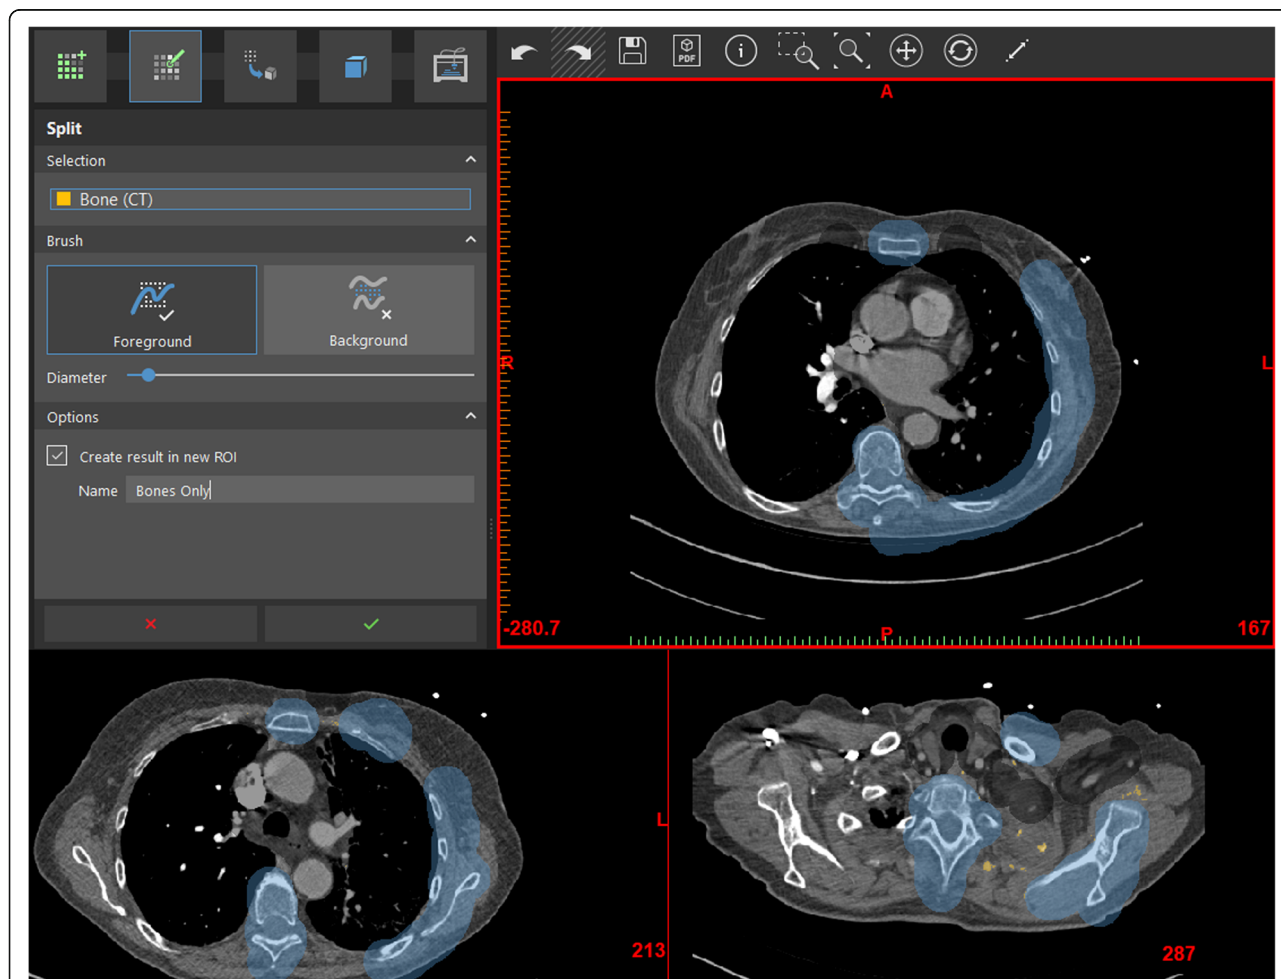 PDF
Split
Selection
Bone (CT)
Brush
Foreground
Background
Diameter
Options
Create result in new ROI
Name Bones Only
A
R
L
-280.7
P
167
L
213
287